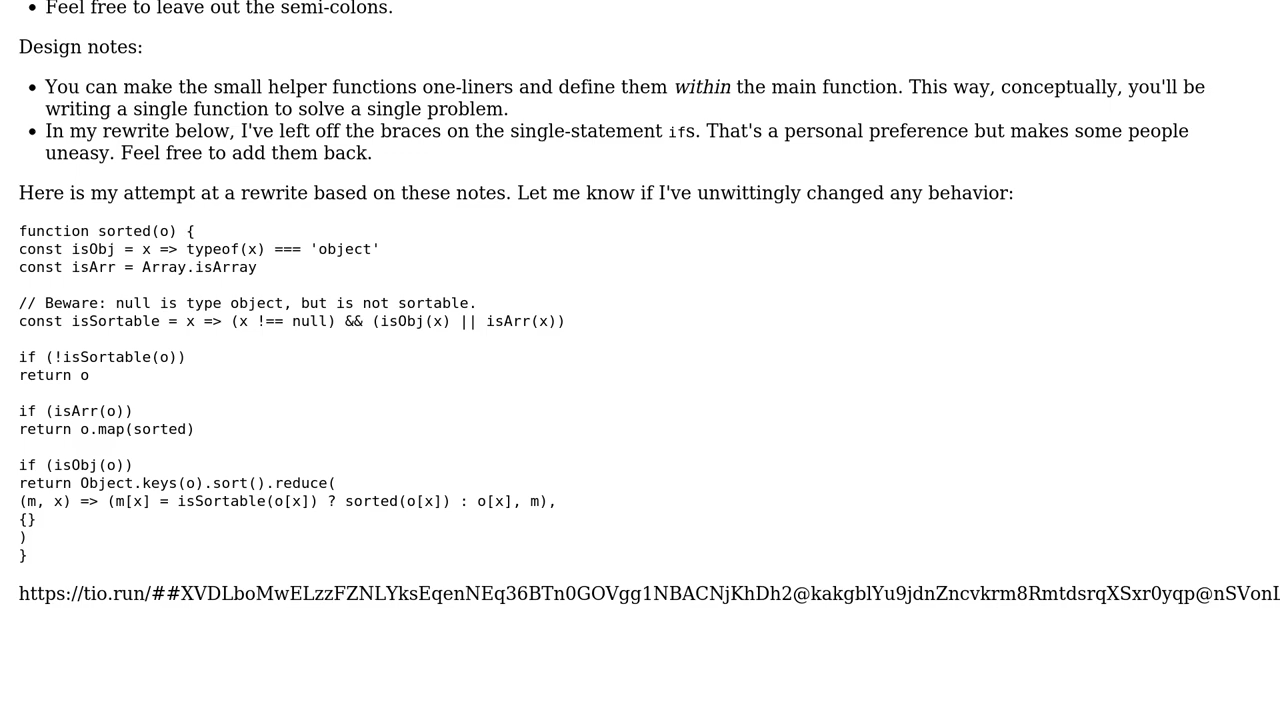 • Feel free to leave out the semi-colons.
Design notes:
• You can make the small helper functions one-liners and define them within the main function. This way, conceptually, you'll be
writing a single function to solve a single problem.
• In my rewrite below, I've left off the braces on the single-statement ifs. That's a personal preference but makes some people
uneasy. Feel free to add them back.
Here is my attempt at a rewrite based on these notes. Let me know if I've unwittingly changed any behavior:
function sorted(o) {
const isObj = x => typeof(x) === 'object'
const isArr = Array.isArray
// Beware: null is type object, but is not sortable.
const isSortable = x => (x !== null) && (isObj(x) || isArr(x))
if (!isSortable(o))
return o
if (isArr(o))
return o.map(sorted)
if (isObj(o))
return Object.keys(o).sort().reduce(
(m, x) => (m[x] = isSortable(o[x]) ? sorted(o[x]) : o[x], m),
{}
)
}
https://tio.run/##XVDLboMwELzzFZNLYksEqenNEq36BTn0GOVgg1NBACNjKhDh2@kakgblYu9jdnZncvkrm8RmtdsrqXSxr0yqp@nSVonL